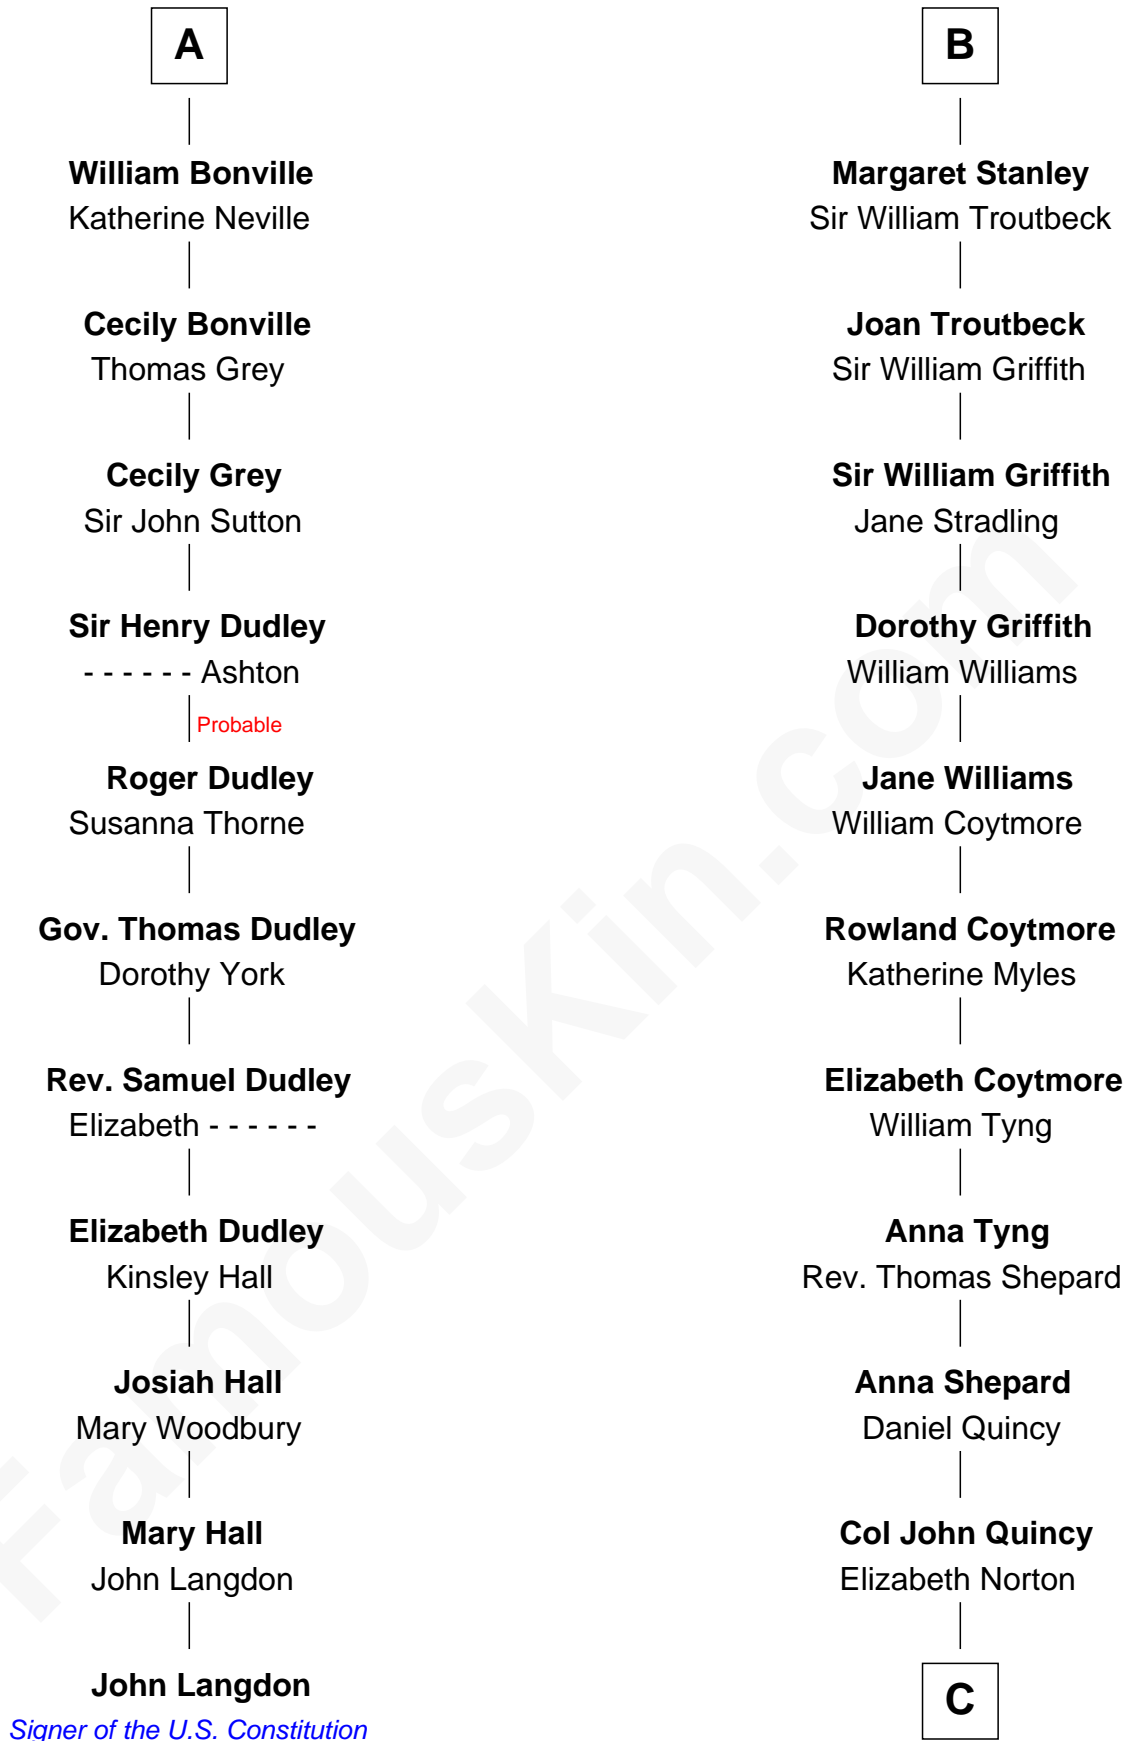 A
William Bonville
Katherine Neville
Cecily Bonville
Thomas Grey
Cecily Grey
Sir John Sutton
Sir Henry Dudley
- - - - - - Ashton
Probable
Roger Dudley
Susanna Thorne
Gov. Thomas Dudley
Dorothy York
Rev. Samuel Dudley
Elizabeth - - - - - -
Elizabeth Dudley
Kinsley Hall
Josiah Hall
Mary Woodbury
Mary Hall
John Langdon
John Langdon
Signer of the U.S. Constitution
B
Margaret Stanley
Sir William Troutbeck
Joan Troutbeck
Sir William Griffith
Sir William Griffith
Jane Stradling
Dorothy Griffith
William Williams
Jane Williams
William Coytmore
Rowland Coytmore
Katherine Myles
Elizabeth Coytmore
William Tyng
Anna Tyng
Rev. Thomas Shepard
Anna Shepard
Daniel Quincy
Col John Quincy
Elizabeth Norton
C
FamousKin.com